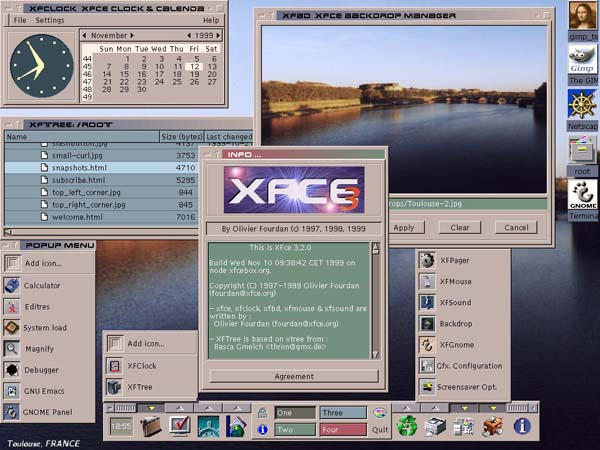 XFCLOCK XFCE CLOCK & CALENDA
File Settings Help
November 1999
Sun Mon Tue Wed Thu Fri Sat
44 1 2 3 4 5 6
45 7 8 9 10 11 12 13
46 14 15 16 17 18 19 20
47 21 22 23 24 25 26 27
48 28 29 30
49
XFBD XFCE BACKDROP MANAGER
rops/Toulouse-2.jpg
Apply Clear Cancel
gimp_te
Gimp
The GIM
Netscap
root
GNOME
Termina
XFTREE: /ROOT
Name Size (bytes) Last changed
slashbutton.jpg 4137
small-curl.jpg 3753
snapshots.html 4710
subscribe.html 5295
top_left_corner.jpg 844
top_right_corner.jpg 845
welcome.html 7016
INFO ...
XFCE 3
By Olivier Fourdan (c) 1997, 1998, 1999
This is XFce 3.2.0
Build Wed Nov 10 09:38:42 CET 1999 on
node xfcebox.org.
Copyright (C) 1997-1999 Olivier Fourdan
(fourdan@xfce.org)
- xfce, xfclock, xfbd, xfmouse & xfsound are
written by :
Olivier Fourdan (fourdan@xfce.org)
- XFTree is based on xtree from :
Rasca Gmelch <thron@gmx.de>
Agreement
POPUP MENU
Add icon...
Calculator
Editres
System load
Magnify
Debugger
GNU Emacs
GNOME Panel
Add icon...
XFClock
XFTree
XFPager
XFMouse
XFSound
Backdrop
XFGnome
Gfx. Configuration
Screensaver Opt.
18:55
One Three
Two Four Quit
Toulouse, FRANCE